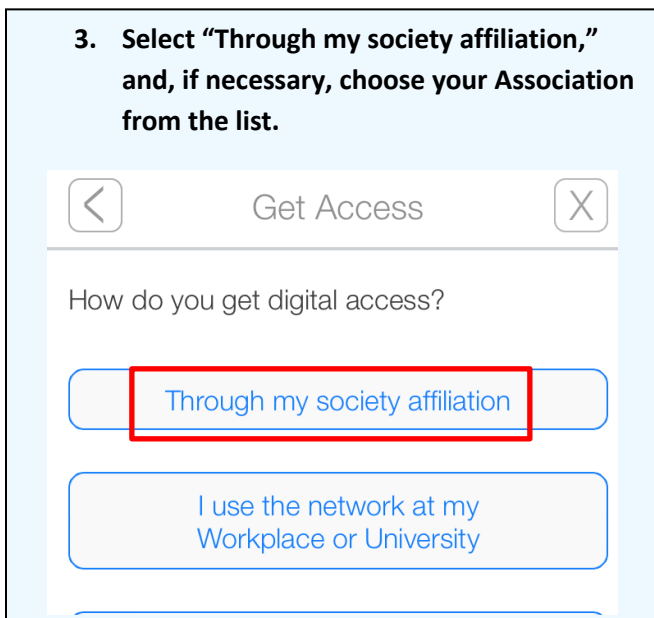 3. Select “Through my society affiliation,”
and, if necessary, choose your Association
from the list.
Get Access
X
How do you get digital access?
Through my society affiliation
I use the network at my
Workplace or University